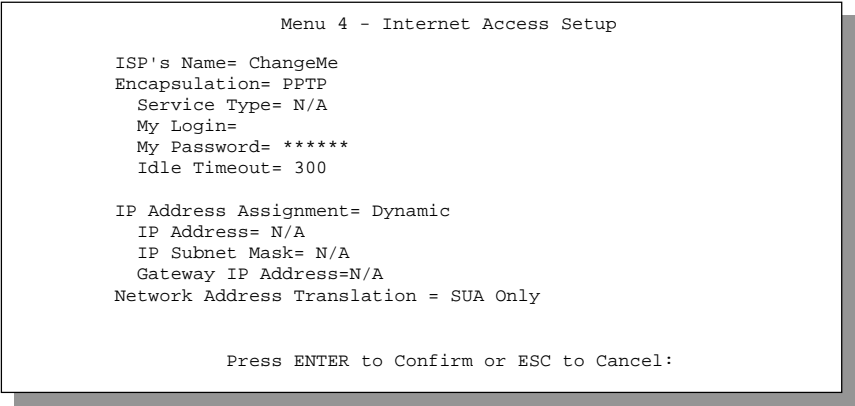 Menu 4 - Internet Access Setup
ISP's Name= ChangeMe
Encapsulation= PPTP
Service Type= N/A
My Login=
My Password= ******
Idle Timeout= 300
IP Address Assignment= Dynamic
IP Address= N/A
IP Subnet Mask= N/A
Gateway IP Address=N/A
Network Address Translation = SUA Only
Press ENTER to Confirm or ESC to Cancel: